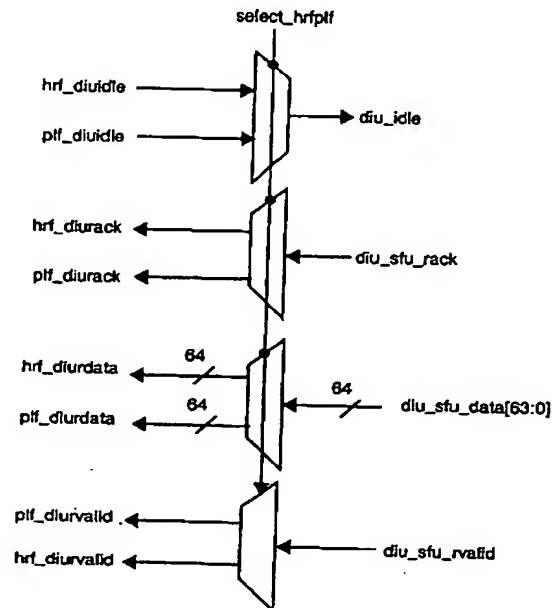 select_hrfplf
hrf_diuidle
diu_idle
plf_diuidle
hrf_diurack
diu_sfu_rack
plf_diurack
64
hrf_diurdata
64
64
diu_sfu_data[63:0]
plf_diurdata
plf_diurvalid
diu_sfu_rvalid
hrf_diurvalid